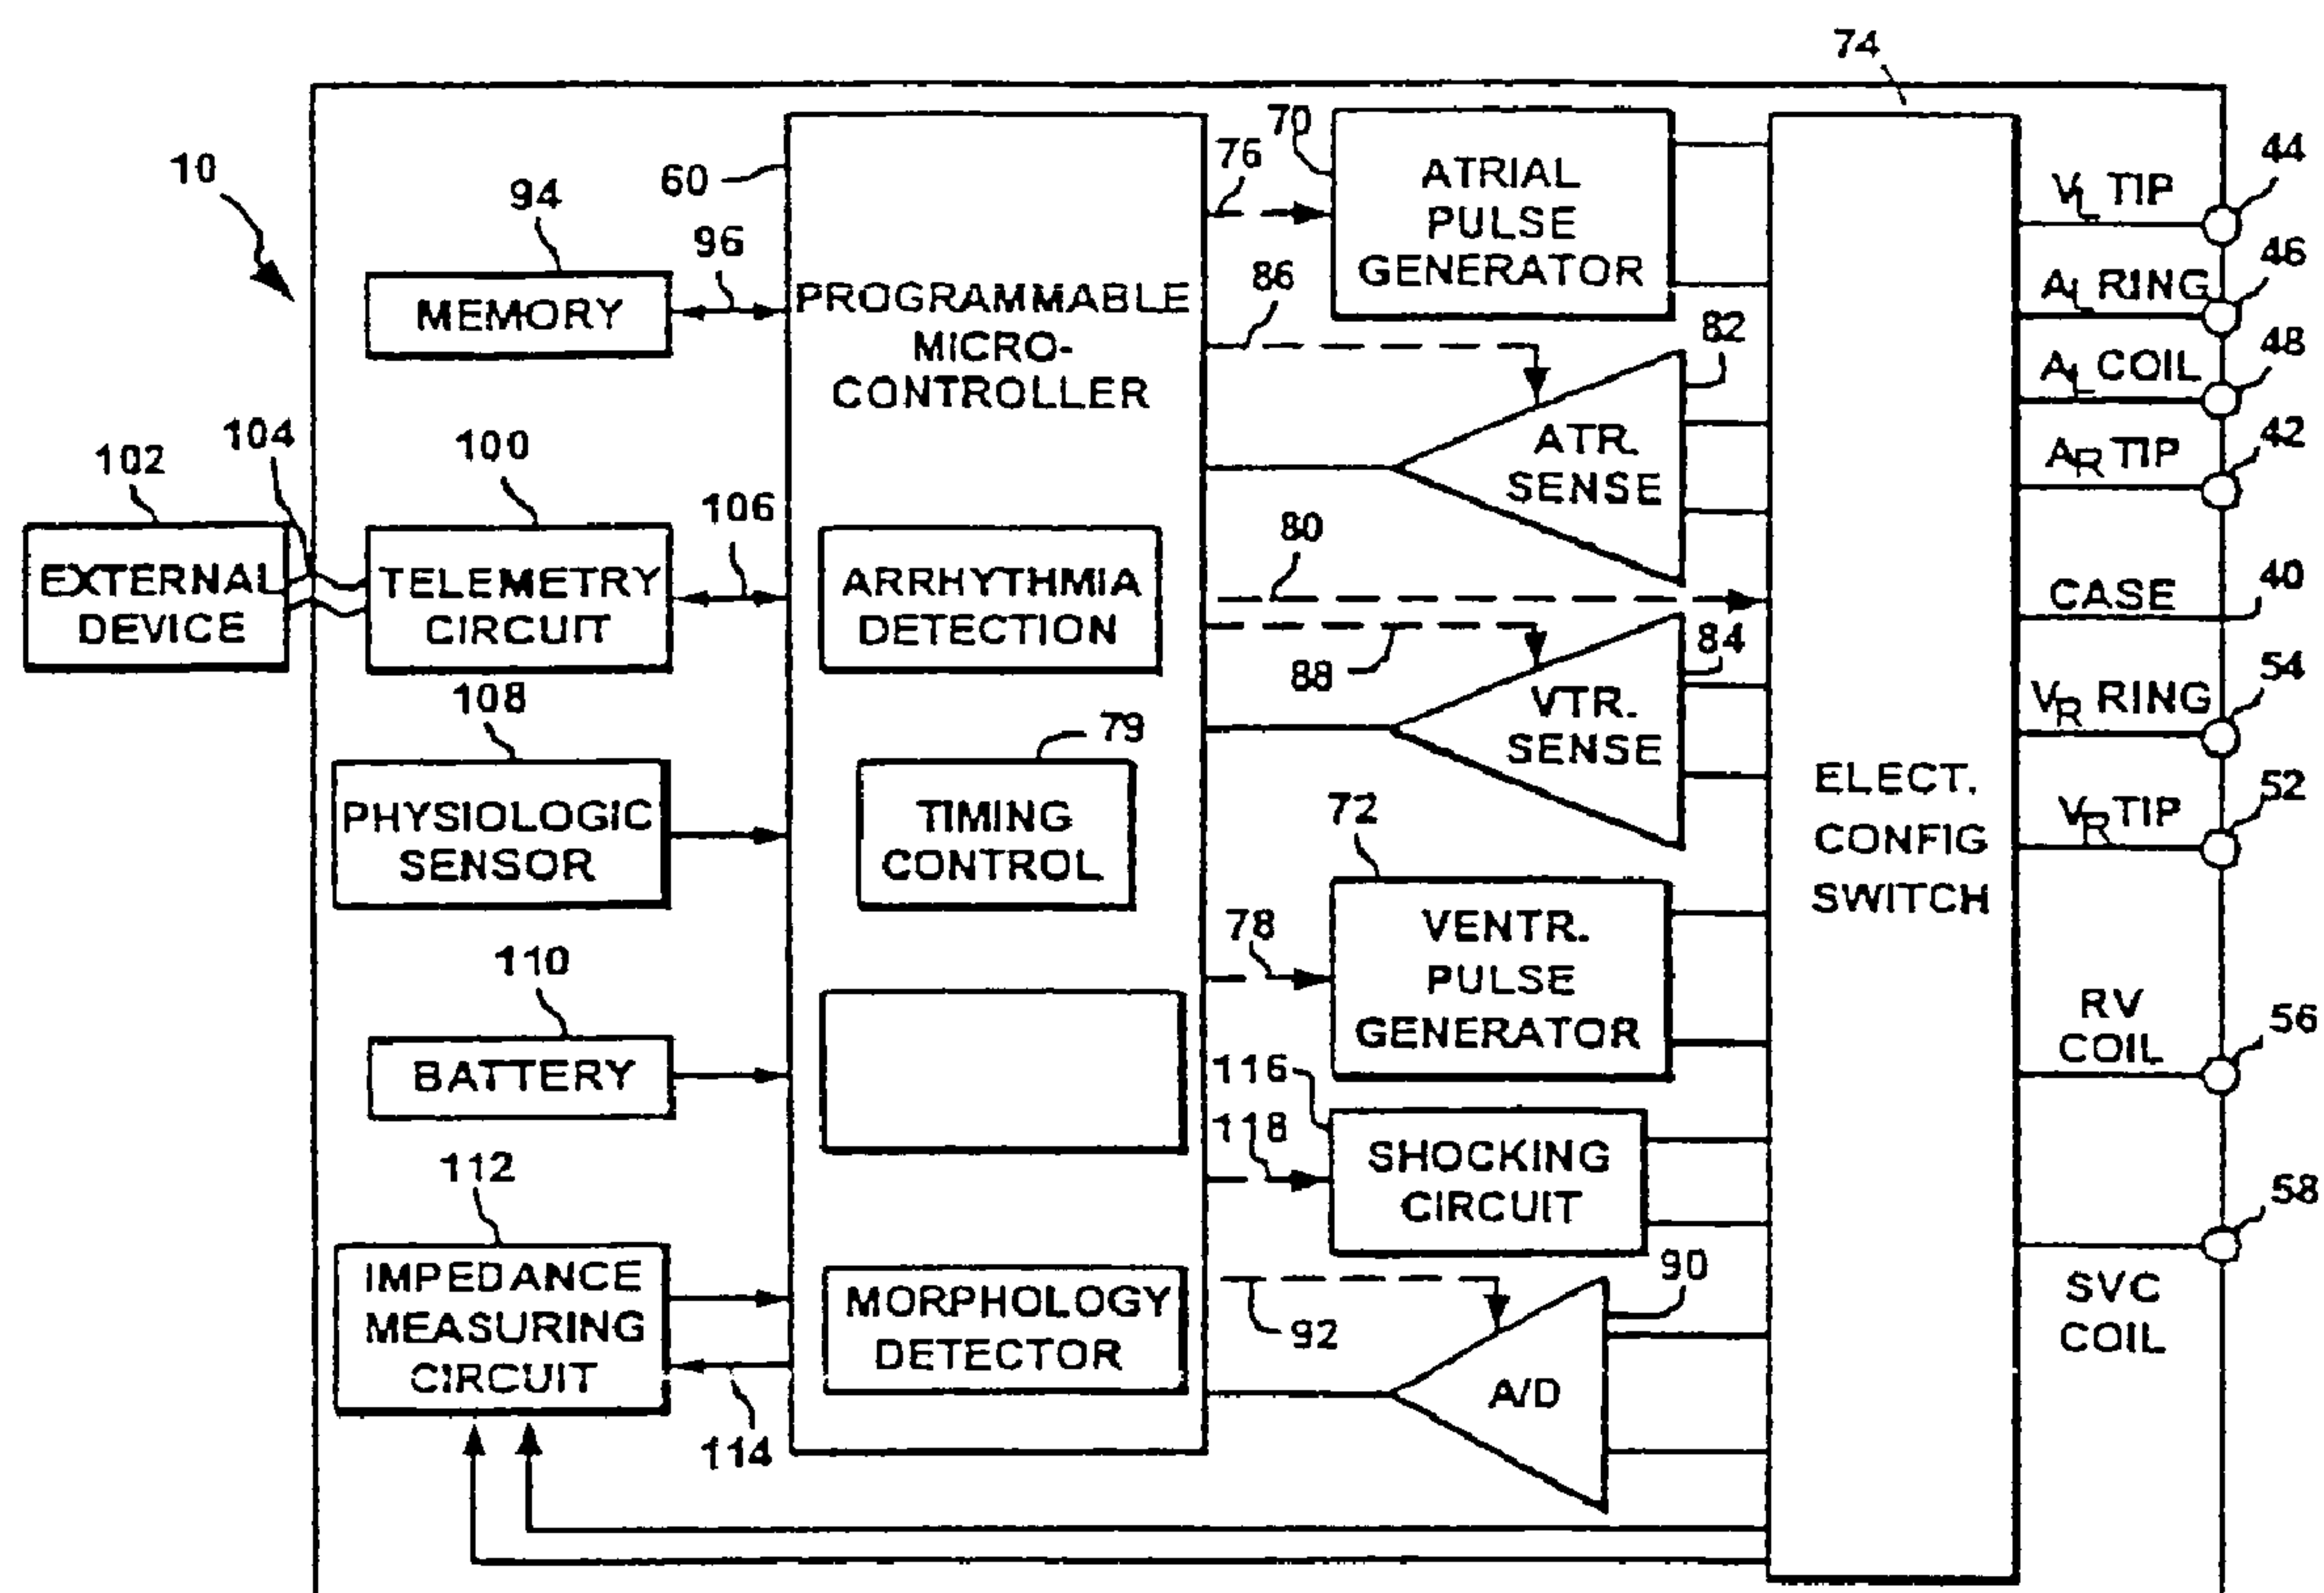 74
10
94
MEMORY
96
60
PROGRAMMABLE
MICRO-
CONTROLLER
102
EXTERNAL
DEVICE
104
100
TELEMETRY
CIRCUIT
106
ARRHYTHMIA
DETECTION
108
PHYSIOLOGIC
SENSOR
79
TIMING
CONTROL
110
BATTERY
112
IMPEDANCE
MEASURING
CIRCUIT
114
MORPHOLOGY
DETECTOR
76
70
ATRIAL
PULSE
GENERATOR
86
82
ATR.
SENSE
80
88
84
VTR.
SENSE
72
78
VENTR.
PULSE
GENERATOR
116
118
SHOCKING
CIRCUIT
90
92
A/D
ELECT.
CONFIG
SWITCH
44
VL TIP
46
AL RING
48
AL COIL
42
AR TIP
40
CASE
54
VR RING
52
VR TIP
RV
COIL
56
58
SVC
COIL